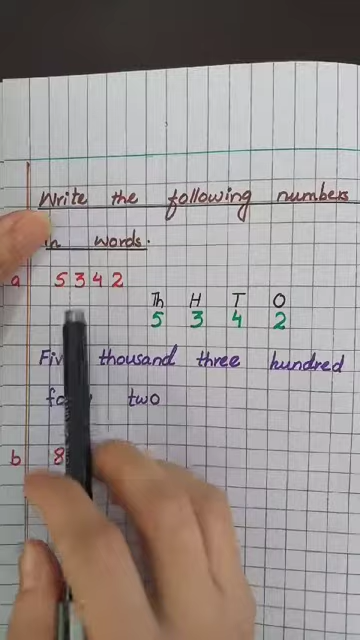 Write the following numbers
in words.
a 5342
Th H T O
5 3 4 2
thousand three hundred
two
b 8